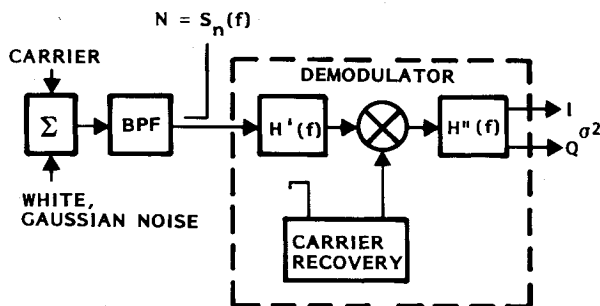 N = Sn(f)
CARRIER
DEMODULATOR
Σ
BPF
H'(f)
H"(f)
I
σ2
Q
WHITE,
GAUSSIAN NOISE
CARRIER
RECOVERY